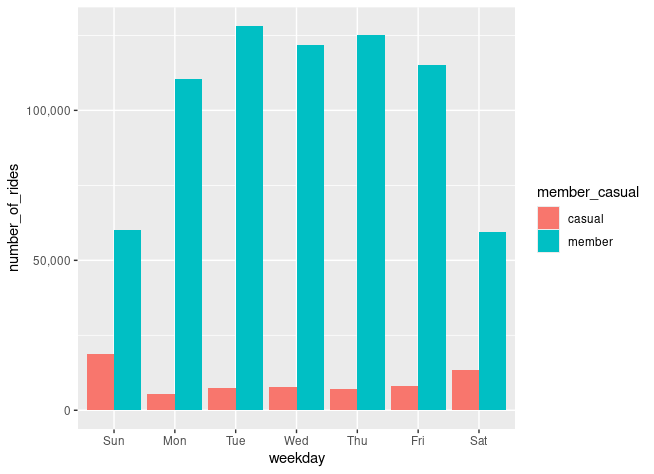 number_of_rides
100,000
50,000
0
Sun Mon Tue Wed Thu Fri Sat
weekday
member_casual
casual
member